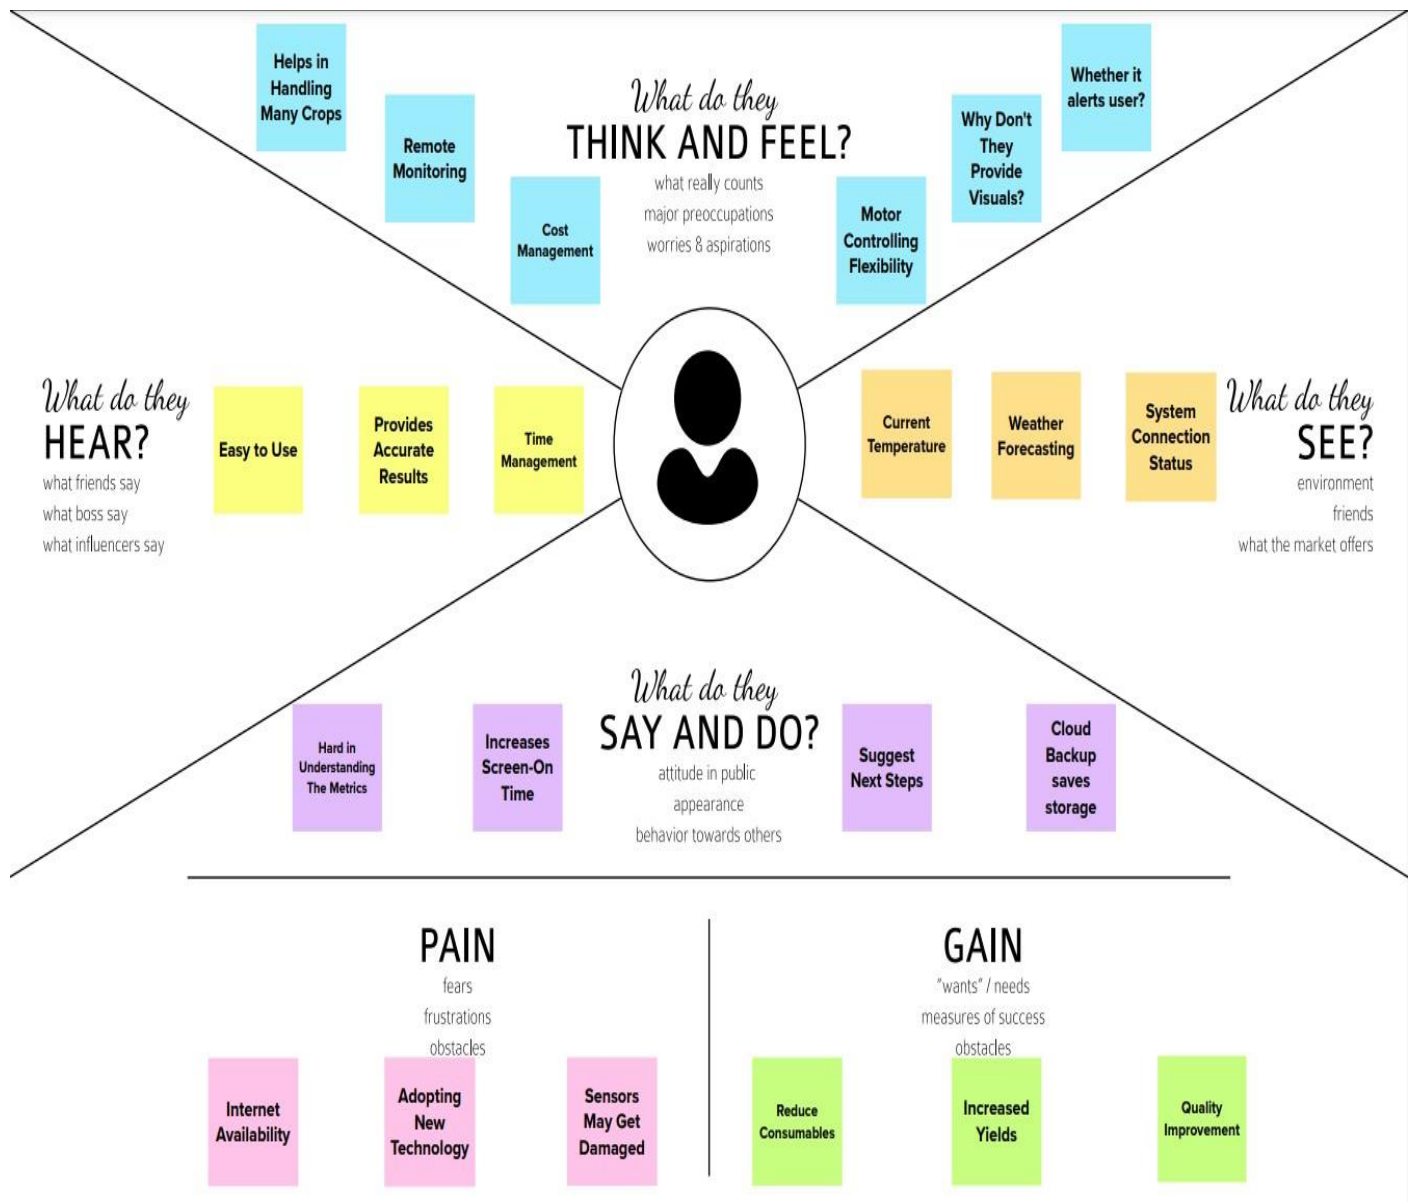 Helps in
Handling
Many Crops
Remote
Monitoring
Cost
Management
What do they
THINK AND FEEL?
what really counts
major preoccupations
worries & aspirations
Motor
Controlling
Flexibility
Why Don't
They
Provide
Visuals?
Whether it
alerts user?
What do they
HEAR?
what friends say
what boss say
what influencers say
Easy to Use
Provides
Accurate
Results
Time
Management
Current
Temperature
Weather
Forecasting
System
Connection
Status
What do they
SEE?
environment
friends
what the market offers
Hard in
Understanding
The Metrics
Increases
Screen-On
Time
What do they
SAY AND DO?
attitude in public
appearance
behavior towards others
Suggest
Next Steps
Cloud
Backup
saves
storage
PAIN
fears
frustrations
obstacles
Internet
Availability
Adopting
New
Technology
Sensors
May Get
Damaged
GAIN
"wants" / needs
measures of success
obstacles
Reduce
Consumables
Increased
Yields
Quality
Improvement